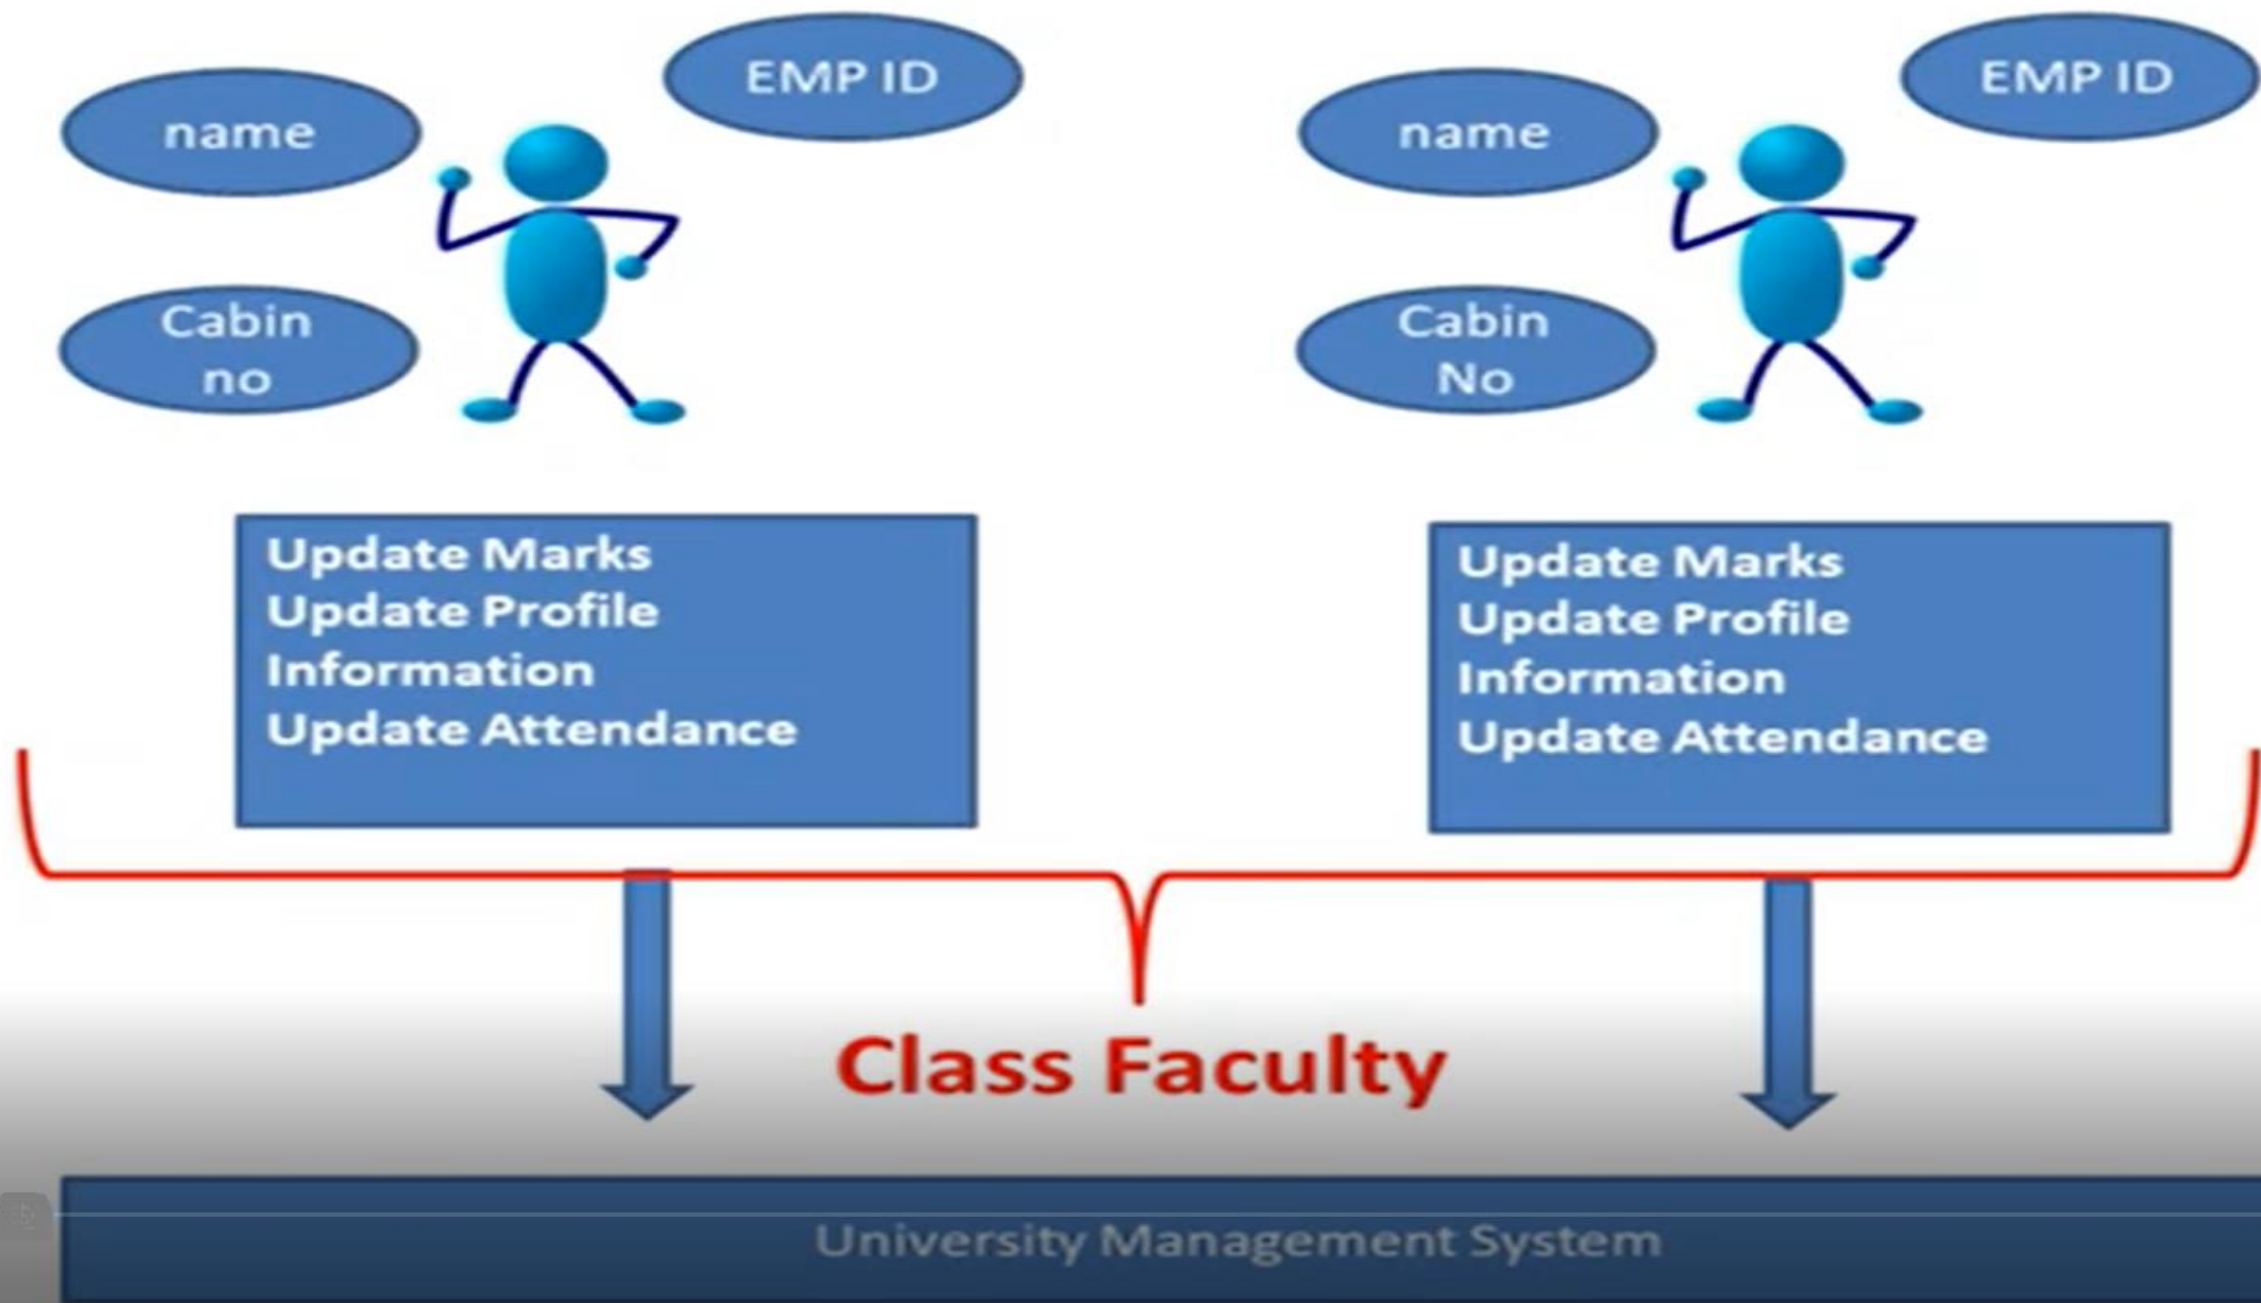 EMP ID
name
Cabin
no
EMP ID
name
Cabin
No
Update Marks
Update Profile
Information
Update Attendance
Update Marks
Update Profile
Information
Update Attendance
Class Faculty
University Management System